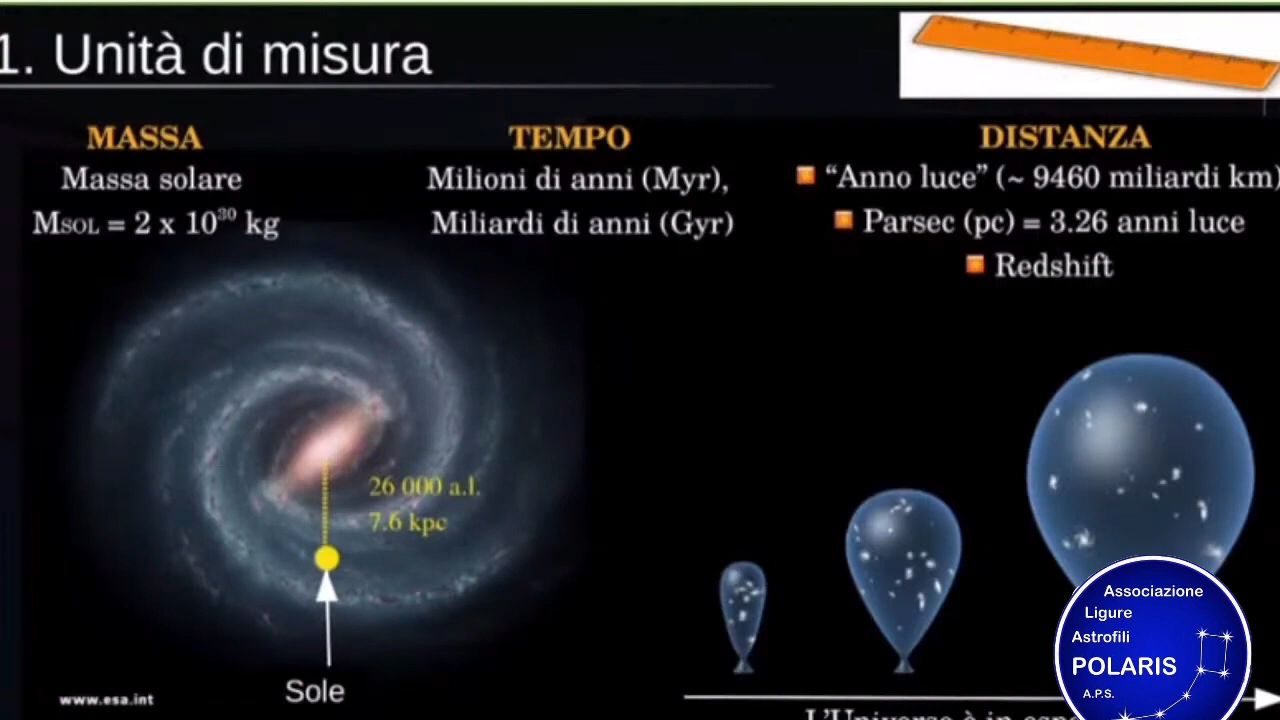 1. Unità di misura
MASSA
Massa solare
MSOL = 2 x 10³⁰ kg
TEMPO
Milioni di anni (Myr),
Miliardi di anni (Gyr)
DISTANZA
“Anno luce” (~ 9460 miliardi km)
Parsec (pc) = 3.26 anni luce
Redshift
26 000 a.l.
7.6 kpc
Sole
www.esa.int
L'Universo è in
Associazione
Ligure
Astrofili
POLARIS
A.P.S.